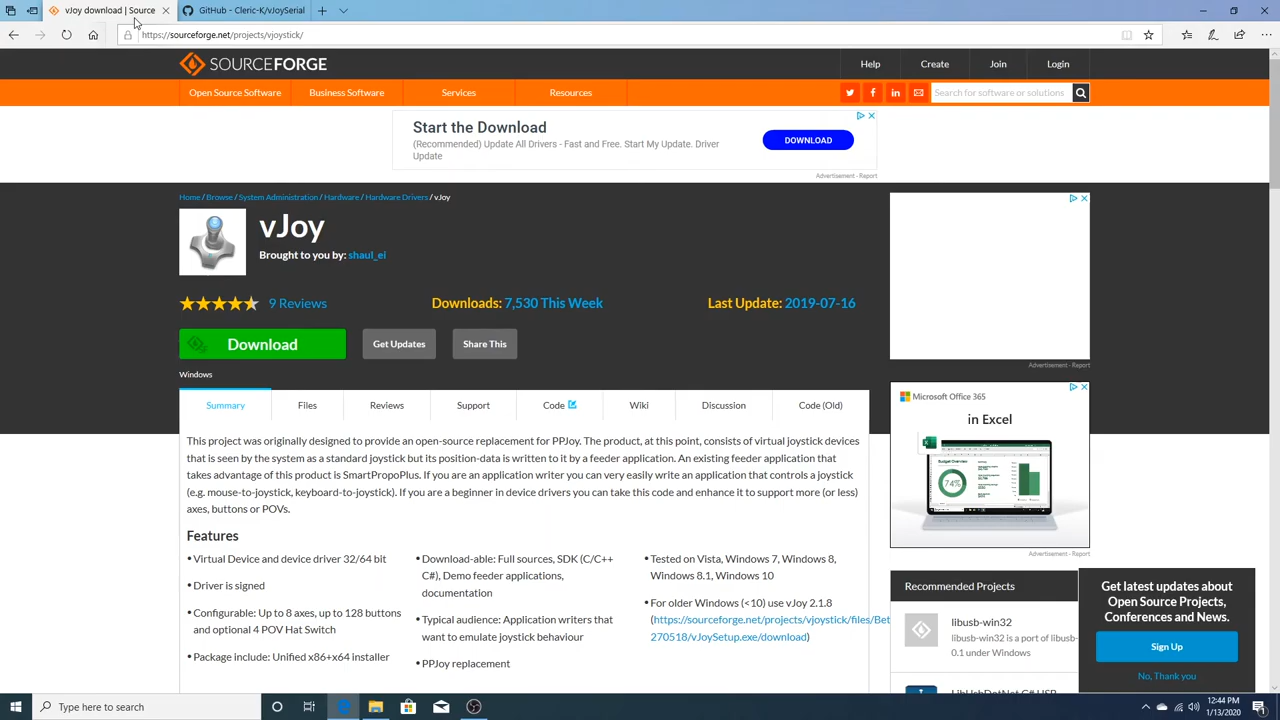 vJoy download | Source
GitHub - OpenTrack/opentrack
https://sourceforge.net/projects/vjoystick/
SOURCEFORGE
Help
Create
Join
Login
Open Source Software
Business Software
Services
Resources
Search for software or solutions
Start the Download
(Recommended) Update All Drivers - Fast and Free. Start My Update. Driver
Update
DOWNLOAD
Advertisement - Report
Home / Browse / System Administration / Hardware / Hardware Drivers / vJoy
vJoy
Brought to you by: shaul_ei
9 Reviews
Downloads: 7,530 This Week
Last Update: 2019-07-16
Download
Get Updates
Share This
Windows
Advertisement - Report
Summary
Files
Reviews
Support
Code
Wiki
Discussion
Code (Old)
This project was originally designed to provide an open-source replacement for PPJoy. The product, at this point, consists of virtual joystick devices
that is seen by the system as a standard joystick but its position-data is written to it by a feeder application. An existing feeder application that
takes advantage of this device is SmartPropoPlus. If you are an application writer you can very easily write an application that controls a joystick
(e.g. mouse-to-joystik, keyboard-to-joystick). If you are a beginner in device drivers you can take this code and enhance it to support more (or less)
axes, buttons or POVs.
Features
• Virtual Device and device driver 32/64 bit
• Driver is signed
• Configurable: Up to 8 axes, up to 128 buttons
and optional 4 POV Hat Switch
• Package include: Unified x86+x64 installer
• Download-able: Full sources, SDK (C/C++
C#), Demo feeder applications,
documentation
• Typical audience: Application writers that
want to emulate joystick behaviour
• PPJoy replacement
• Tested on Vista, Windows 7, Windows 8,
Windows 8.1, Windows 10
• For older Windows (<10) use vJoy 2.1.8
(https://sourceforge.net/projects/vjoystick/files/Bet
270518/vJoySetup.exe/download)
Microsoft Office 365
in Excel
Budget Overview
74%
Advertisement - Report
Recommended Projects
libusb-win32
libusb-win32 is a port of libusb-
0.1 under Windows
LibUsbDotNet C# USB
Get latest updates about
Open Source Projects,
Conferences and News.
Sign Up
No, Thank you
Type here to search
12:44 PM
1/13/2020
1